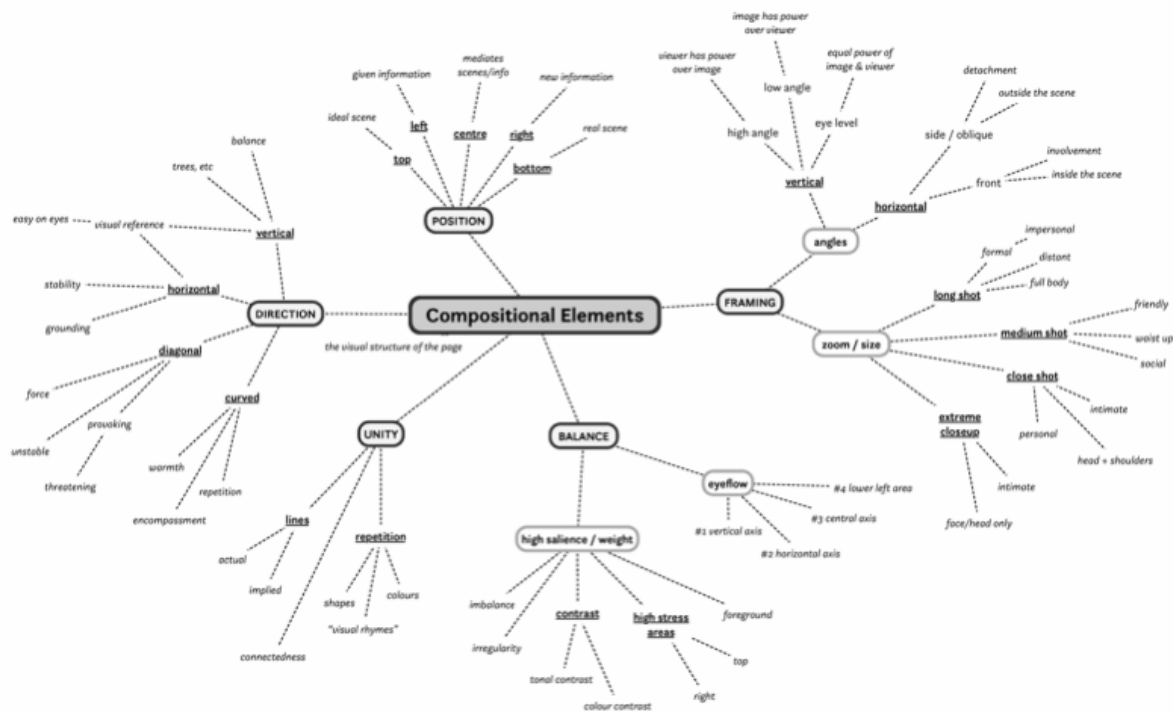 image has power
over viewer
viewer has power
over image
equal power of
image & viewer
mediates
scenes/info
given information
new information
detachment
low angle
outside the scene
ideal scene
left
centre
right
real scene
high angle
eye level
side / oblique
balance
top
bottom
involvement
trees, etc
vertical
front
inside the scene
horizontal
easy on eyes
visual reference
vertical
POSITION
angles
impersonal
formal
distant
stability
horizontal
full body
long shot
FRAMING
friendly
grounding
DIRECTION
Compositional Elements
the visual structure of the page
medium shot
waist up
zoom / size
social
diagonal
close shot
force
curved
intimate
provoking
extreme
closeup
personal
unstable
UNITY
BALANCE
head + shoulders
warmth
threatening
repetition
eyeflow
#4 lower left area
intimate
encompassment
#3 central axis
face/head only
lines
#1 vertical axis
repetition
high salience / weight
#2 horizontal axis
actual
implied
shapes
colours
"visual rhymes"
imbalance
contrast
high stress
areas
foreground
irregularity
connectedness
top
tonal contrast
right
colour contrast